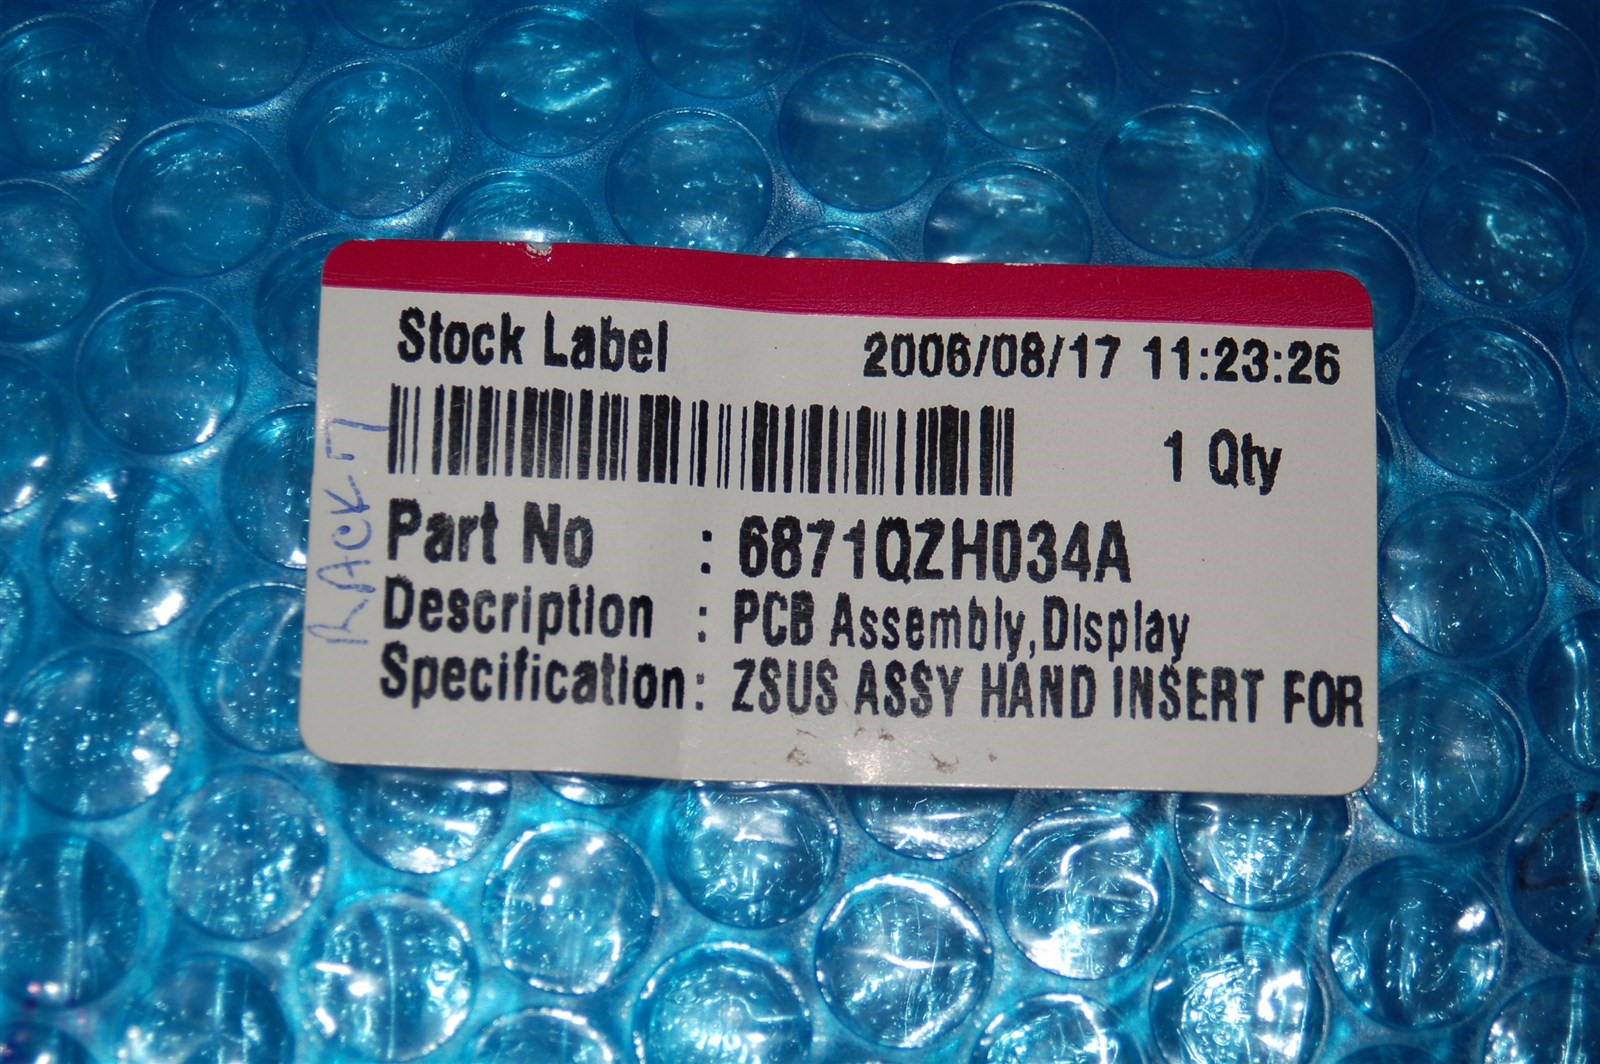 Stock Label 2006/08/17 11:23:26
1 Qty
Part No : 6871QZH034A
Description : PCB Assembly,Display
Specification : ZSUS ASSY HAND INSERT FOR
RACK